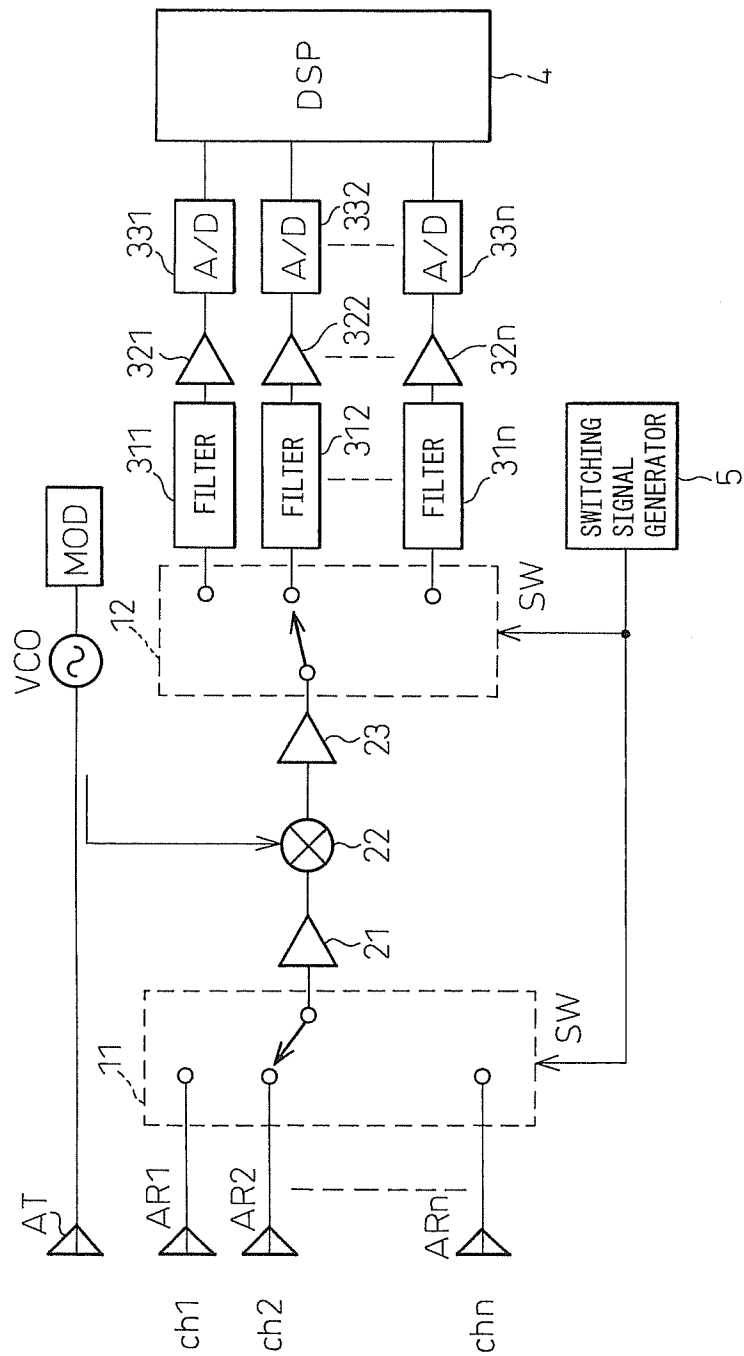 AT
VCO
MOD
ch1
AR1
ch2
AR2
chn
ARn
11
SW
21
22
23
12
SW
311
FILTER
321
331
A/D
FILTER
312
322
A/D
332
FILTER
31n
32n
A/D
33n
DSP
4
SWITCHING
SIGNAL
GENERATOR
5